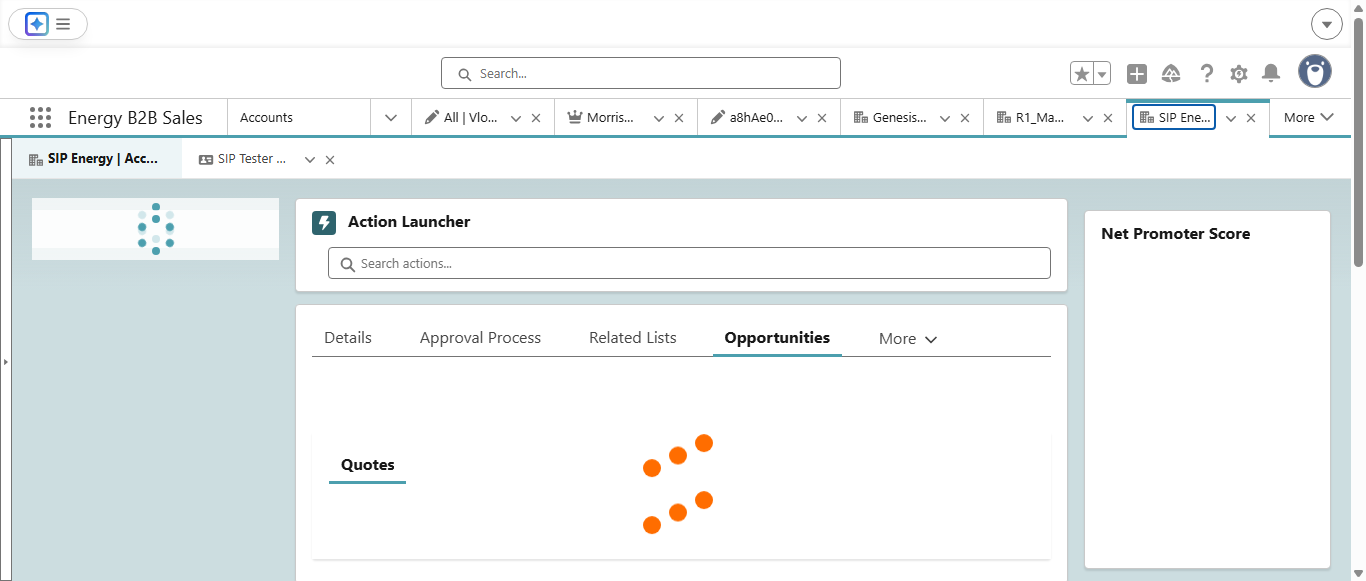 Search...
Energy B2B Sales
Accounts
All | Vlo...
Morris...
a8hAe0...
Genesis...
R1_Ma...
SIP Ene...
More
SIP Energy | Acc...
SIP Tester ...
Action Launcher
Search actions...
Net Promoter Score
Details
Approval Process
Related Lists
Opportunities
More
Quotes